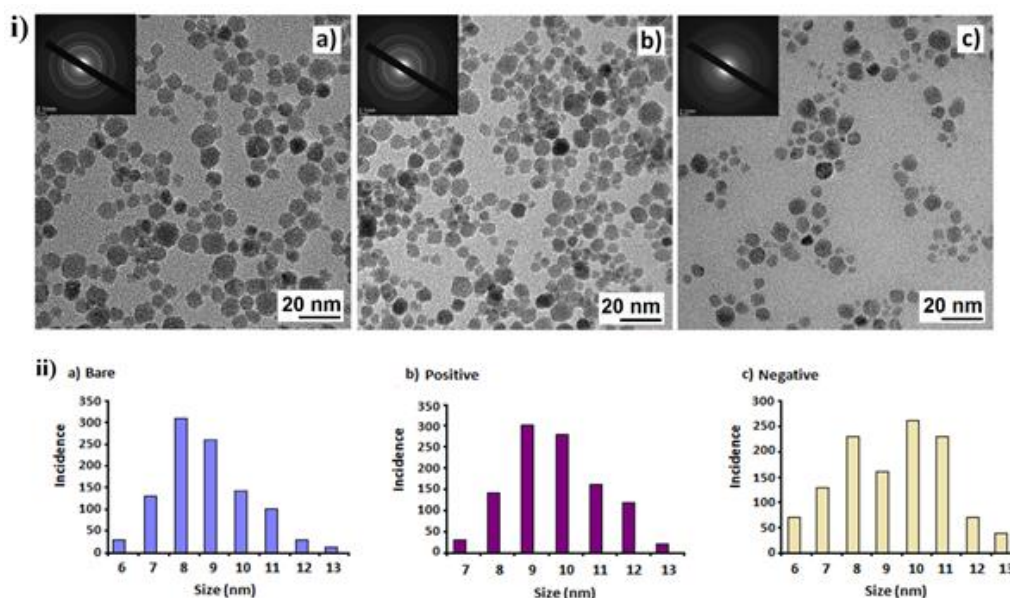 i)
a)
b)
c)
20 nm
20 nm
20 nm
ii)
a) Bare
b) Positive
c) Negative
Incidence
350
300
250
200
150
100
50
0
6 7 8 9 10 11 12 13
Size (nm)
Incidence
350
300
250
200
150
100
50
0
7 8 9 10 11 12 13
Size (nm)
Incidence
300
250
200
150
100
50
0
6 7 8 9 10 11 12 13
Size (nm)